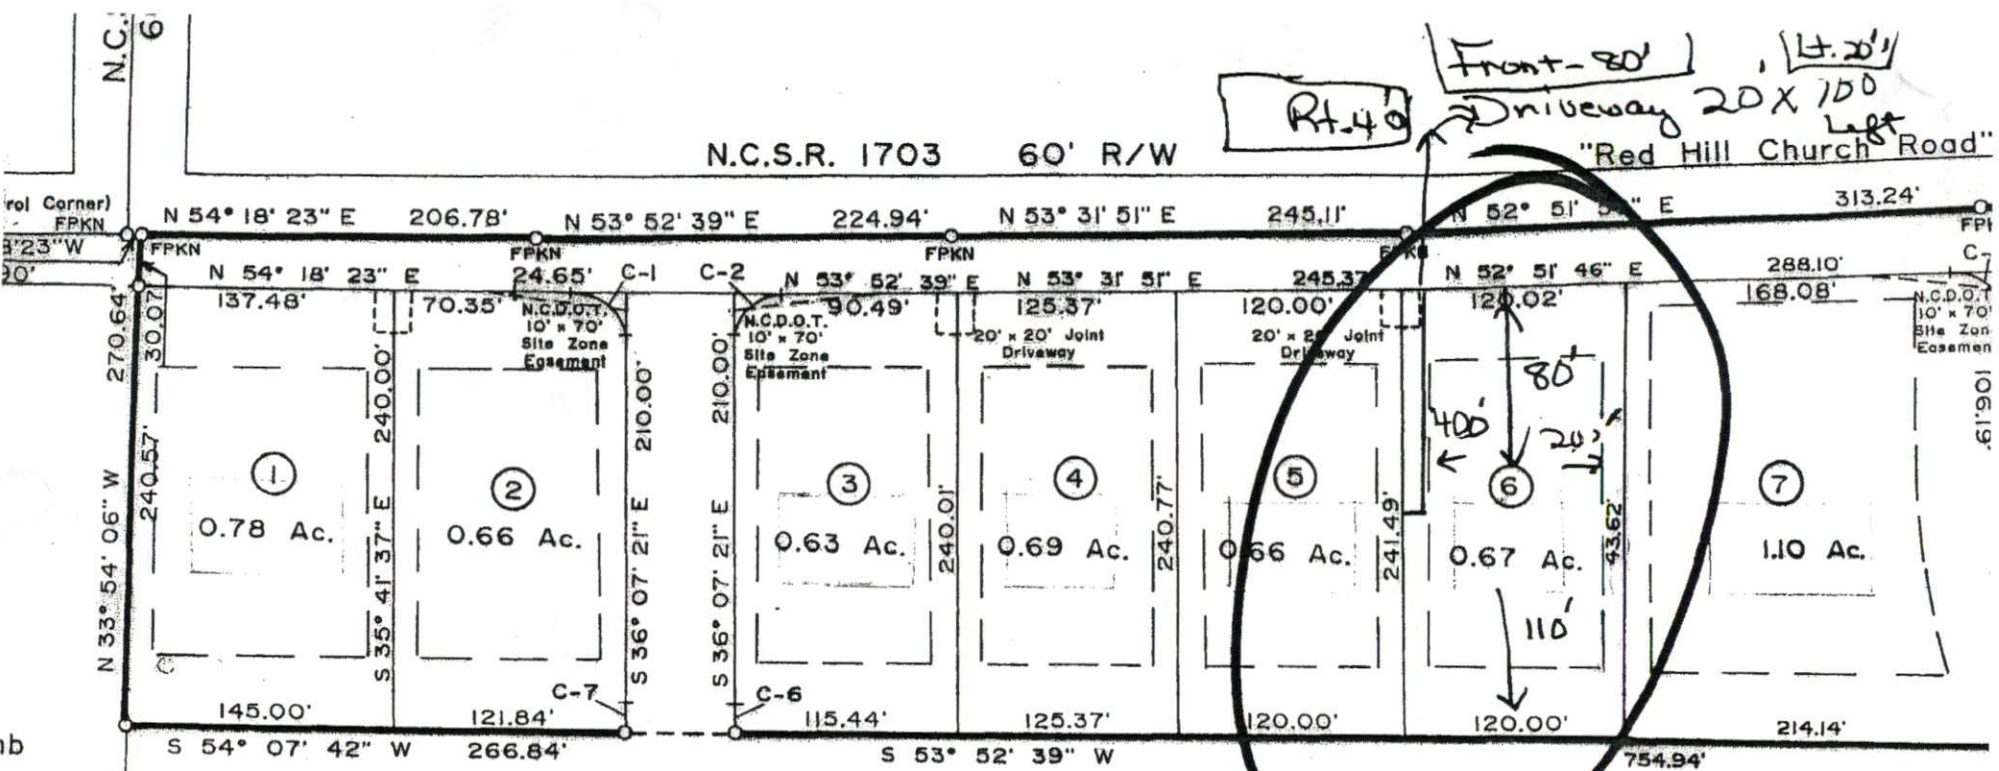 N.C.
6
Front - 80'
Lt. 20'
Rt. 40
Driveway 20 X 100
Left
N.C.S.R. 1703 60' R/W "Red Hill Church Road"
rol Corner)
FPKN
N 54° 18' 23" E 206.78' N 53° 52' 39" E 224.94' N 53° 31' 51" E 245.11' N 52° 51' E 313.24'
3'23"W FPKN FPKN FPKN
N 54° 18' 23" E 24.65' C-1 C-2 N 53° 52' 39" E N 53° 31' 51" E 245.37 N 52° 51' 46" E 288.10'
137.48' 70.35' 90.49' 125.37' 120.00' 120.02' 168.08'
N.C.D.O.T.
10' x 70'
Site Zone
Easement
N.C.D.O.T.
10' x 70'
Site Zone
Easement
20' x 20' Joint
Driveway
20' x 20' Joint
Driveway
N.C.D.O.T
10' x 70'
Site Zon
Easemen
270.64'
30.07'
240.57'
N 33° 54' 06" W
240.00'
S 35° 41' 37" E
210.00'
S 36° 07' 21" E
210.00'
S 36° 07' 21" E
240.01'
240.77'
241.49'
43.62'
106.19'
80'
400'
20'
110'
1 2 3 4 5 6 7
0.78 Ac. 0.66 Ac. 0.63 Ac. 0.69 Ac. 0.66 Ac. 0.67 Ac. 1.10 Ac.
C-7 C-6
145.00' 121.84' 115.44' 125.37' 120.00' 120.00' 214.14'
S 54° 07' 42" W 266.84' S 53° 52' 39" W 754.94'